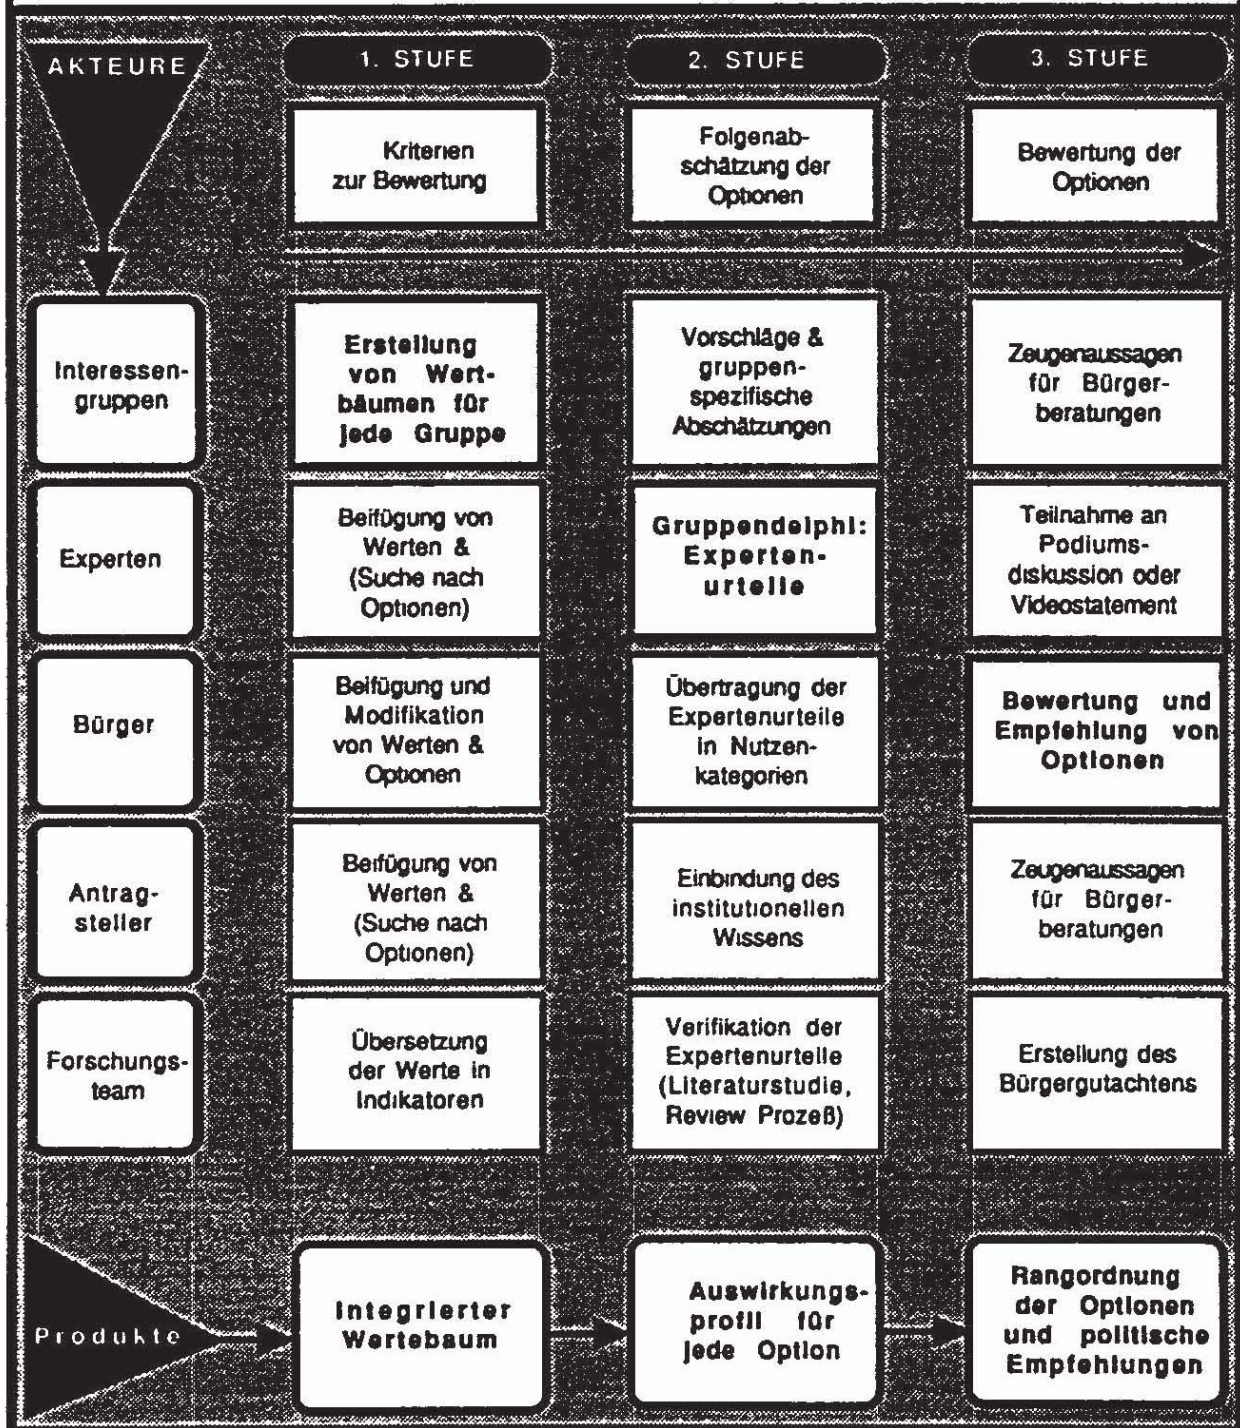 AKTEURE
1. STUFE
2. STUFE
3. STUFE
Kriterien
zur Bewertung
Folgenab-
schätzung der
Optionen
Bewertung der
Optionen
Interessen-
gruppen
Erstellung
von Wert-
bäumen für
jede Gruppe
Vorschläge &
gruppen-
spezifische
Abschätzungen
Zeugenaussagen
für Bürger-
beratungen
Experten
Beifügung von
Werten &
(Suche nach
Optionen)
Gruppendelphi:
Experten-
urteile
Teilnahme an
Podiums-
diskussion oder
Videostatement
Bürger
Beifügung und
Modifikation
von Werten &
Optionen
Übertragung der
Expertenurteile
in Nutzen-
kategorien
Bewertung und
Empfehlung von
Optionen
Antrag-
steller
Beifügung von
Werten &
(Suche nach
Optionen)
Einbindung des
institutionellen
Wissens
Zeugenaussagen
für Bürger-
beratungen
Forschungs-
team
Übersetzung
der Werte in
Indikatoren
Verifikation der
Expertenurteile
(Literaturstudie,
Review Prozeß)
Erstellung des
Bürgergutachtens
Produkte
Integrierter
Wertebaum
Auswirkungs-
profil für
jede Option
Rangordnung
der Optionen
und politische
Empfehlungen